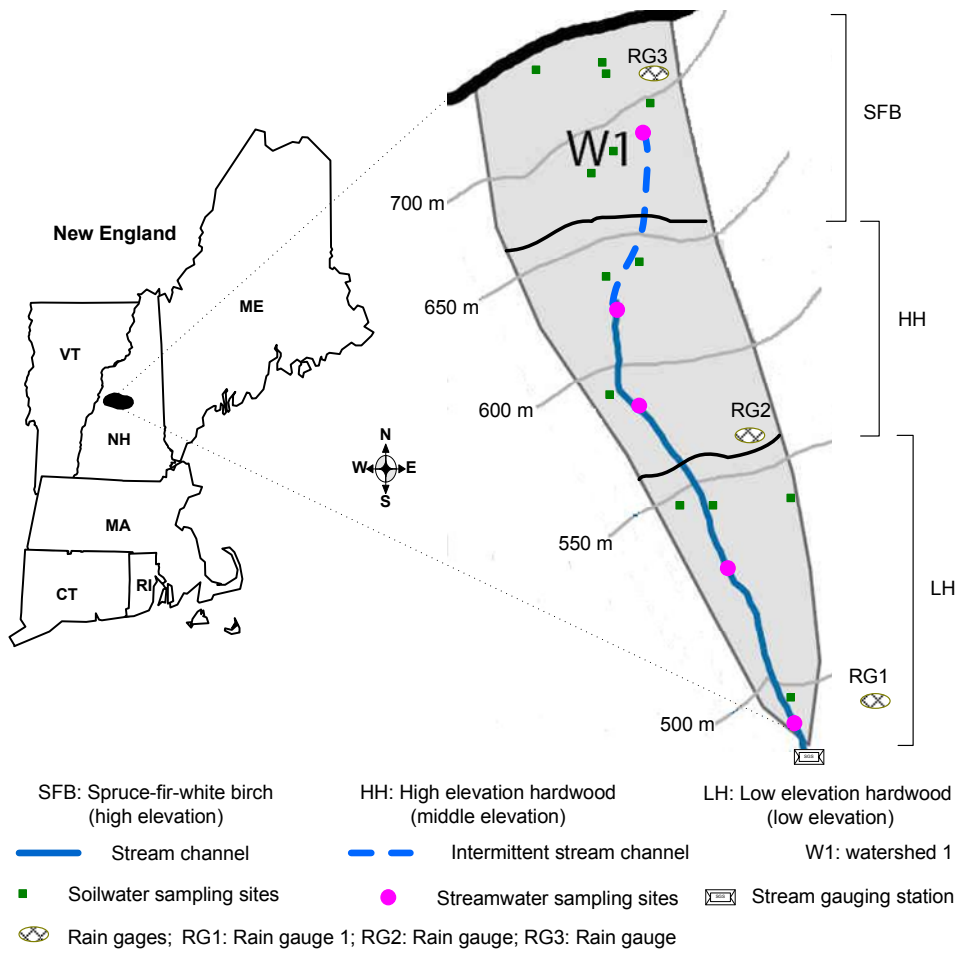 RG3
SFB
W1
700 m
New England
650 m
ME
HH
VT
600 m
RG2
NH
N
W E
S
550 m
MA
LH
CT
RI
RG1
500 m
SFB: Spruce-fir-white birch
(high elevation)
HH: High elevation hardwood
(middle elevation)
LH: Low elevation hardwood
(low elevation)
Stream channel
Intermittent stream channel
W1: watershed 1
Soilwater sampling sites
Streamwater sampling sites
Stream gauging station
Rain gages; RG1: Rain gauge 1; RG2: Rain gauge; RG3: Rain gauge